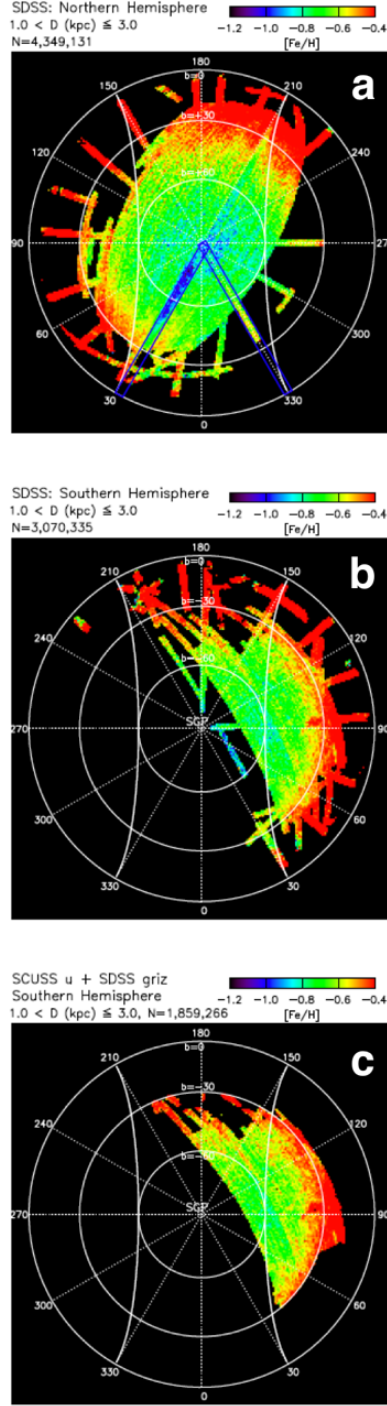 SDSS: Northern Hemisphere
1.0 < D (kpc) ≤ 3.0
N=4,349,131
-1.2 -1.0 -0.8 -0.6 -0.4
[Fe/H]
a
180
b=0
150 210
b=+30
120
b=+60
90 27
60 300
30 330
0
SDSS: Southern Hemisphere
1.0 < D (kpc) ≤ 3.0
N=3,070,335
-1.2 -1.0 -0.8 -0.6 -0.4
[Fe/H]
b
180
b=0
210 150
b=-30
240 120
b=-60
SGP
270 90
300 60
330 30
0
SCUSS u + SDSS griz
Southern Hemisphere
1.0 < D (kpc) ≤ 3.0, N=1,859,266
-1.2 -1.0 -0.8 -0.6 -0.4
[Fe/H]
c
180
b=0
210 150
b=-30
240 120
b=-60
SGP
270 90
300 60
330 30
0